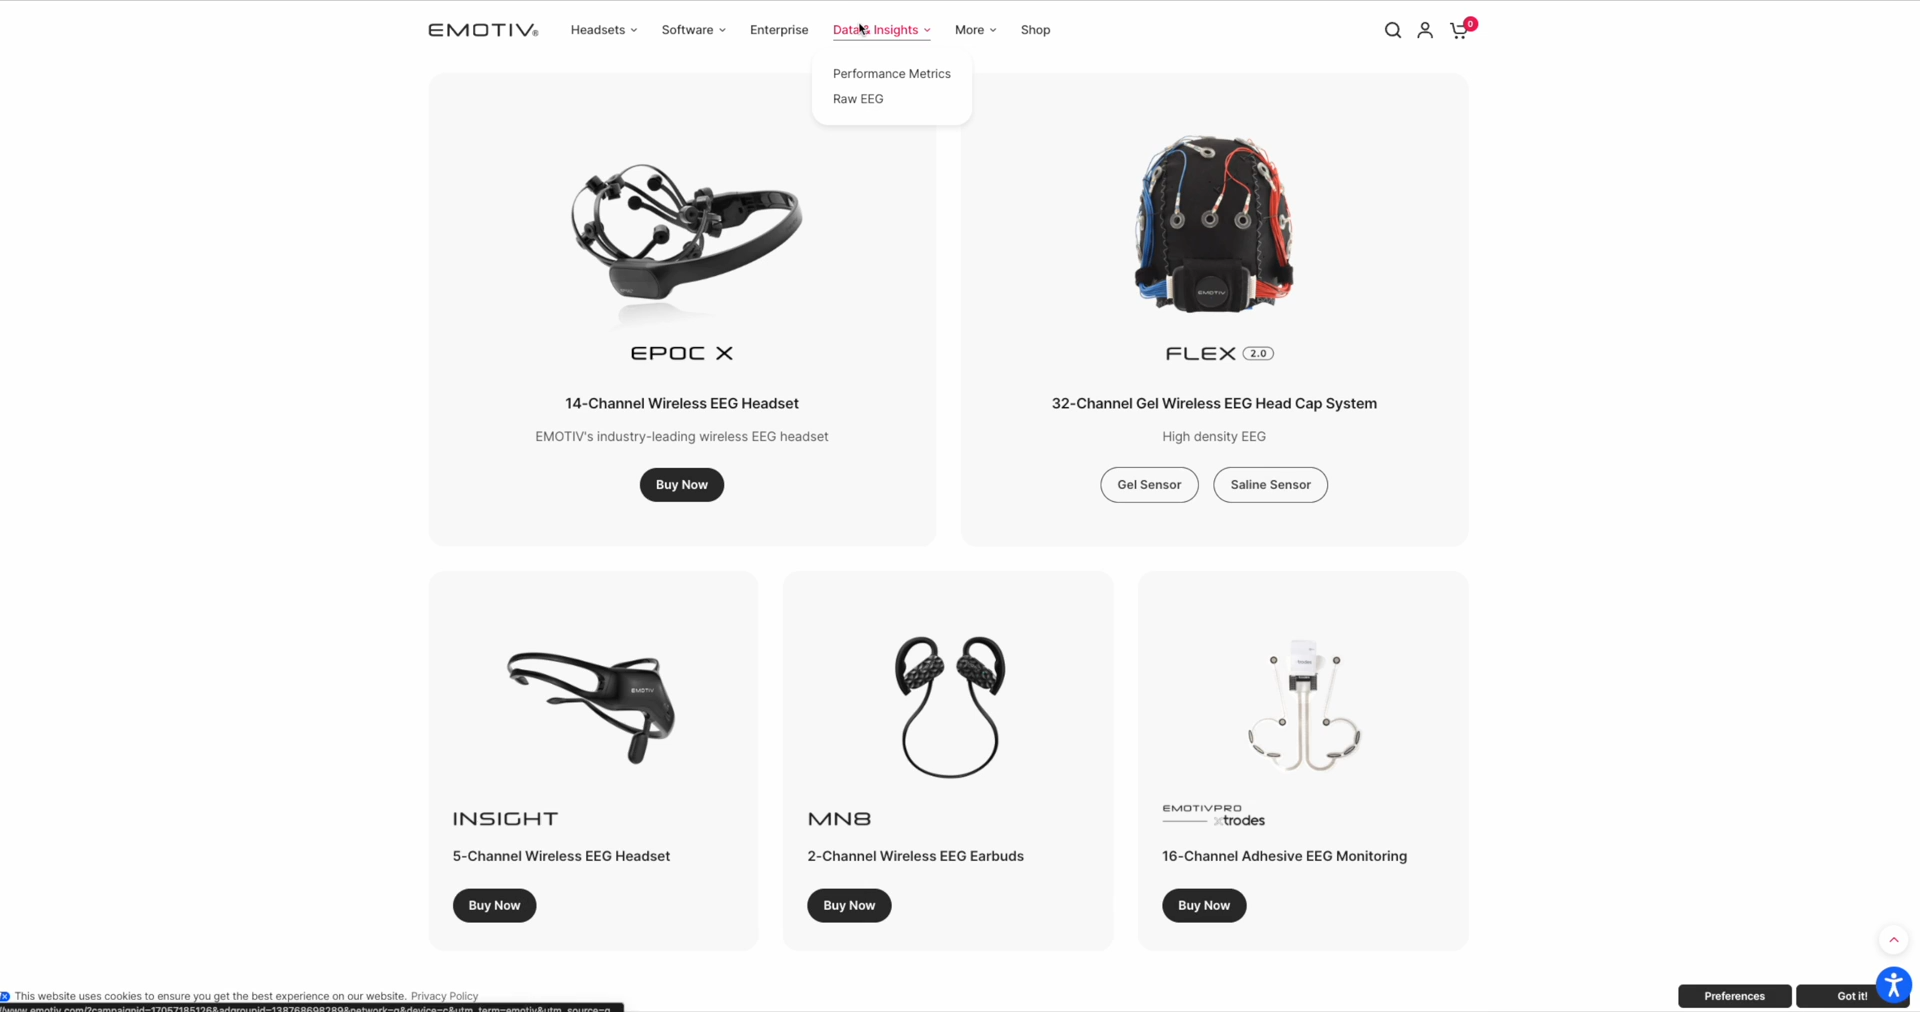 EMOTIV®
Headsets
Software
Enterprise
Data & Insights
More
Shop
0
Performance Metrics
Raw EEG
EPOC
EMOTIV
EPOC X
FLEX 2.0
14-Channel Wireless EEG Headset
32-Channel Gel Wireless EEG Head Cap System
EMOTIV's industry-leading wireless EEG headset
High density EEG
Buy Now
Gel Sensor
Saline Sensor
EMOTIV
INSIGHT
MN8
EMOTIVPRO
xtrodes
5-Channel Wireless EEG Headset
2-Channel Wireless EEG Earbuds
16-Channel Adhesive EEG Monitoring
Buy Now
Buy Now
Buy Now
This website uses cookies to ensure you get the best experience on our website. Privacy Policy
Preferences
Got it!